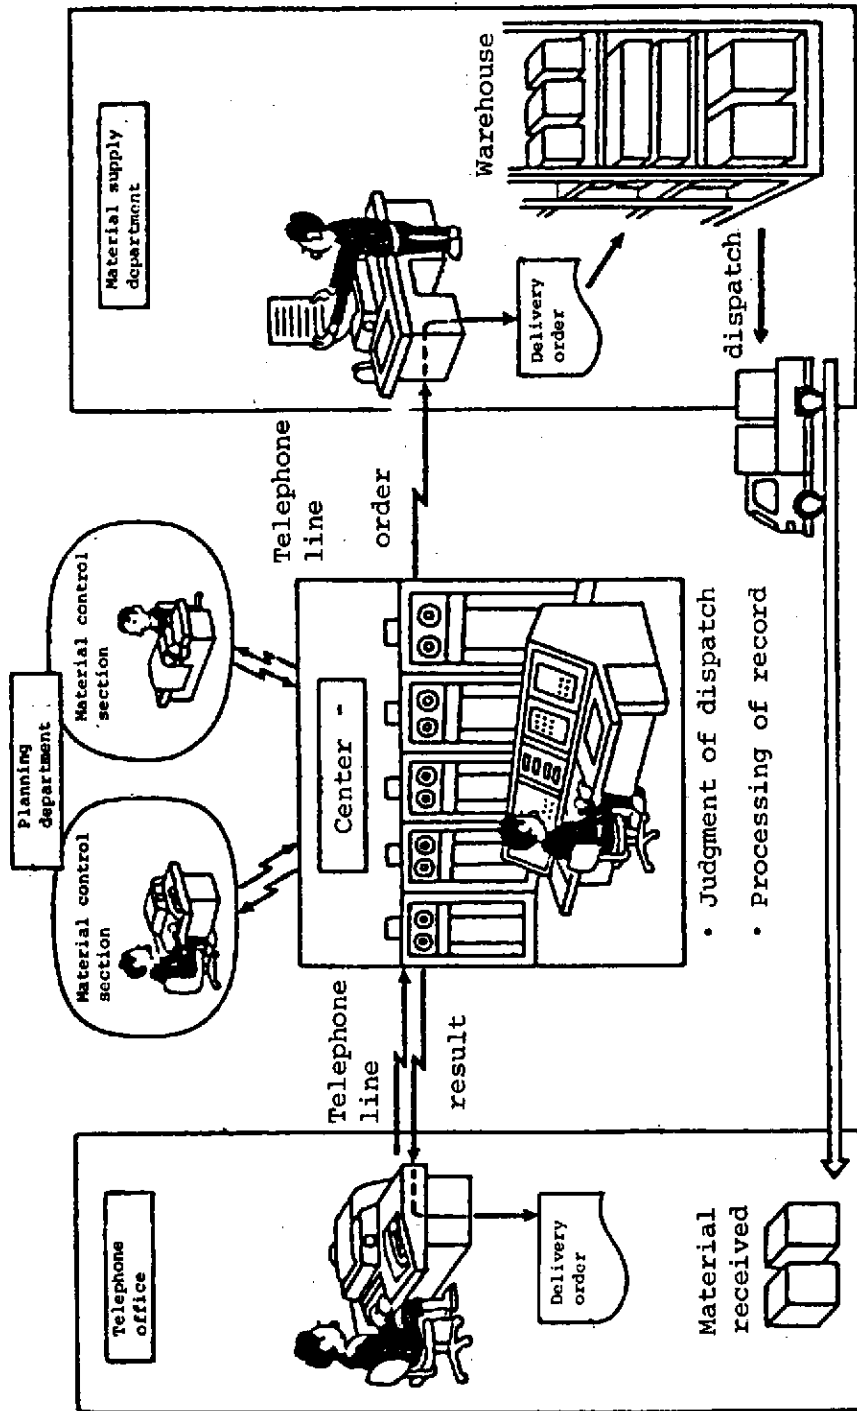 Planning
department
Material control
section
Material control
section
Telephone
office
Telephone
line
result
Center -
Telephone
line
order
Material supply
department
Delivery
order
Delivery
order
Warehouse
dispatch
• Judgment of dispatch
• Processing of record
Material
received